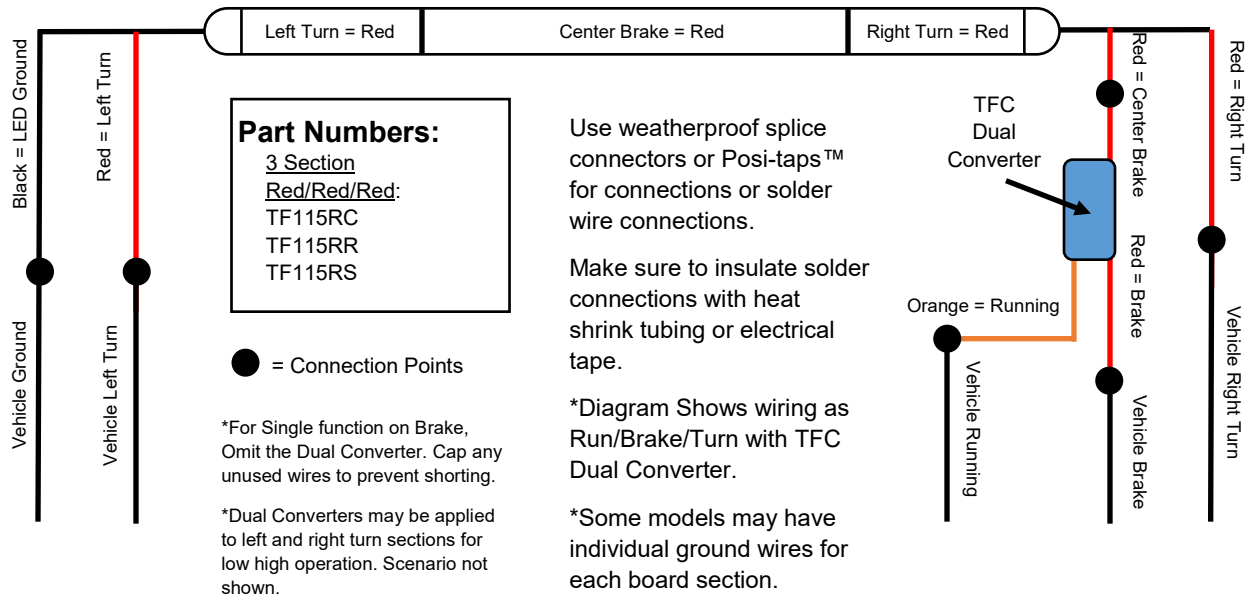 Left Turn = Red
Center Brake = Red
Right Turn = Red
Black = LED Ground
Red = Left Turn
Vehicle Ground
Vehicle Left Turn
Part Numbers:
3 Section
Red/Red/Red:
TF115RC
TF115RR
TF115RS
= Connection Points
*For Single function on Brake,
Omit the Dual Converter. Cap any
unused wires to prevent shorting.
*Dual Converters may be applied
to left and right turn sections for
low high operation. Scenario not
shown.
Use weatherproof splice
connectors or Posi-taps™
for connections or solder
wire connections.
Make sure to insulate solder
connections with heat
shrink tubing or electrical
tape.
*Diagram Shows wiring as
Run/Brake/Turn with TFC
Dual Converter.
*Some models may have
individual ground wires for
each board section.
TFC
Dual
Converter
Orange = Running
Vehicle Running
Red = Center Brake
Red = Brake
Vehicle Brake
Red = Right Turn
Vehicle Right Turn